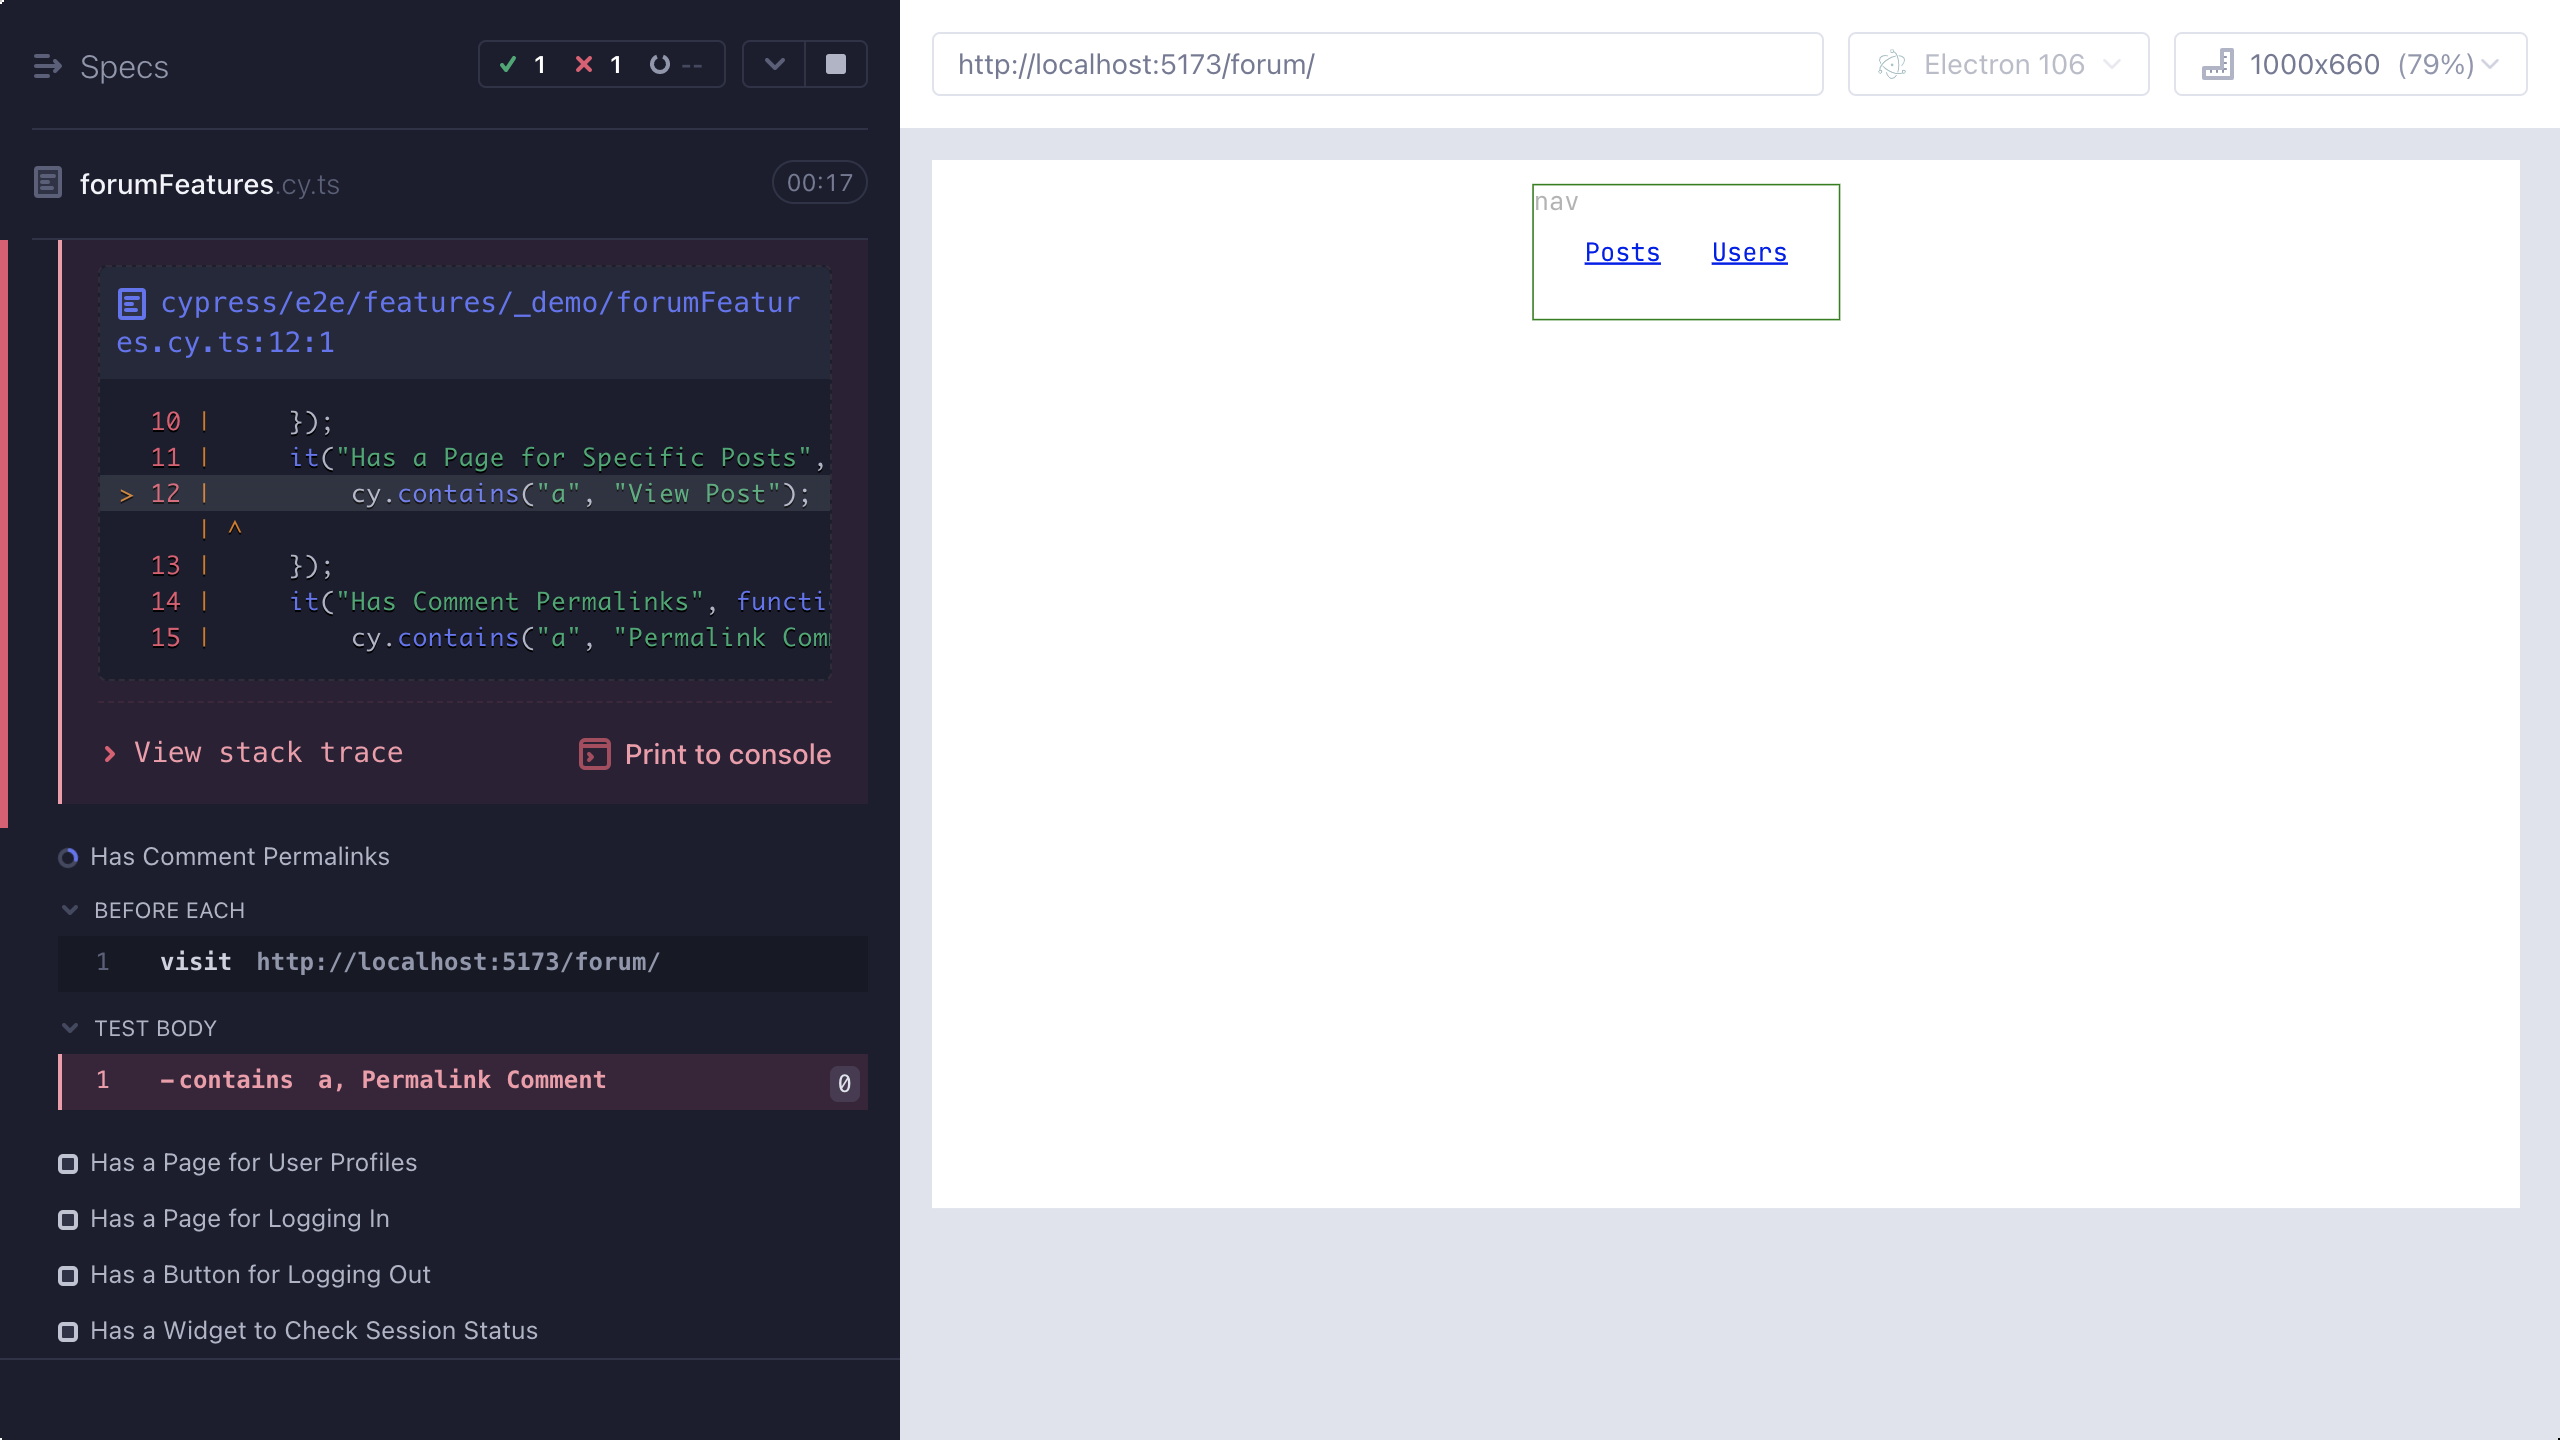 Specs
1 1 --
forumFeatures.cy.ts
00:17
cypress/e2e/features/_demo/forumFeatur
es.cy.ts:12:1
10 | });
11 | it("Has a Page for Specific Posts",
> 12 | cy.contains("a", "View Post");
| ^
13 | });
14 | it("Has Comment Permalinks", functi
15 | cy.contains("a", "Permalink Com
View stack trace
Print to console
Has Comment Permalinks
BEFORE EACH
1 visit http://localhost:5173/forum/
TEST BODY
1 -contains a, Permalink Comment 0
Has a Page for User Profiles
Has a Page for Logging In
Has a Button for Logging Out
Has a Widget to Check Session Status
http://localhost:5173/forum/
Electron 106
1000x660 (79%)
nav
Posts Users